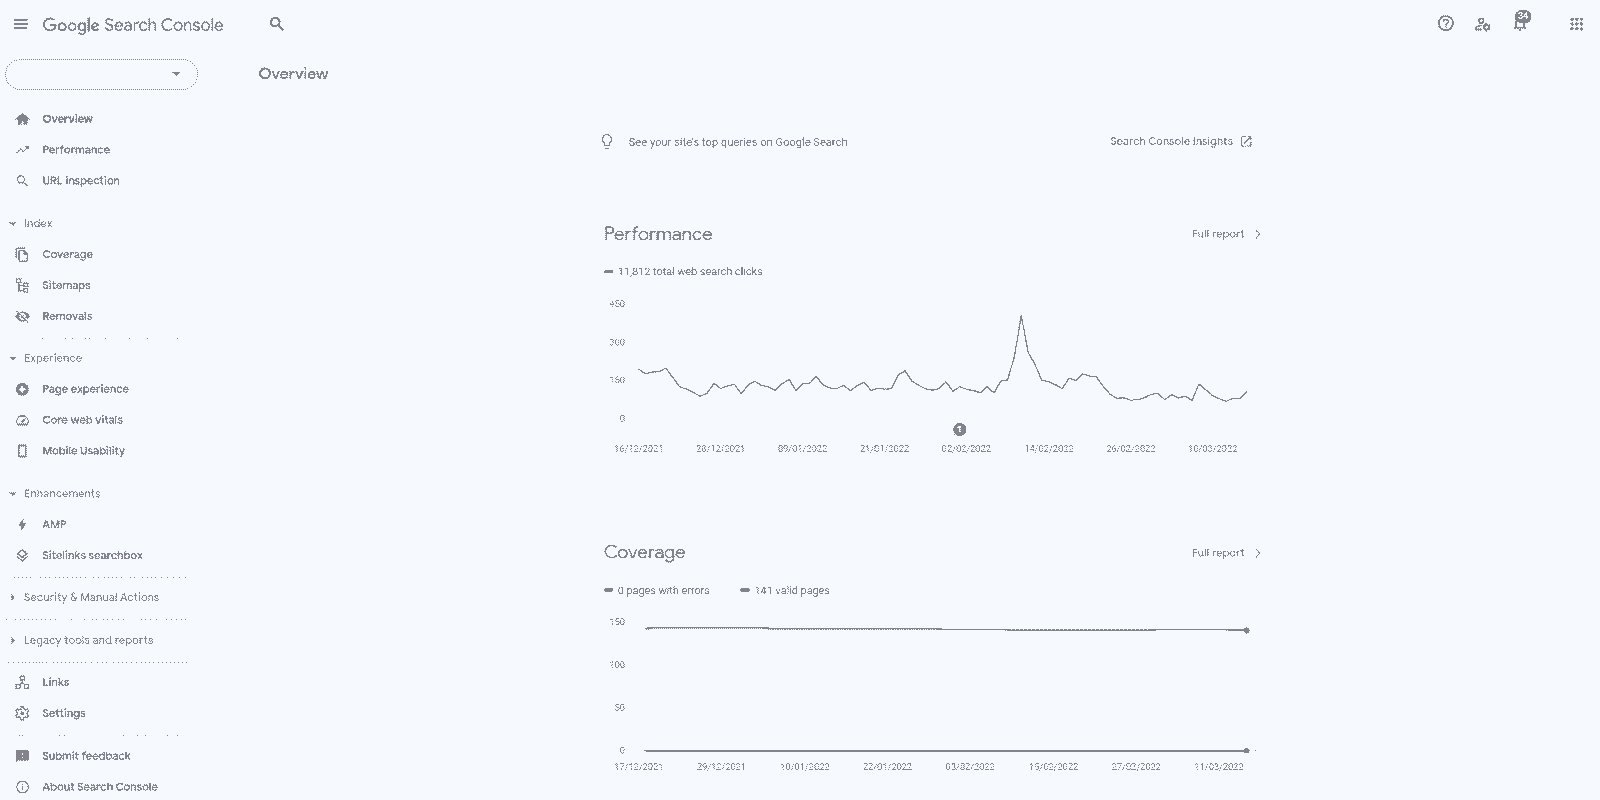 Google Search Console
34
Overview
Overview
Performance
URL inspection
Index
Coverage
Sitemaps
Removals
Experience
Page experience
Core web vitals
Mobile Usability
Enhancements
AMP
Sitelinks searchbox
Security & Manual Actions
Legacy tools and reports
Links
Settings
Submit feedback
About Search Console
See your site's top queries on Google Search
Search Console Insights
Performance
Full report
11,812 total web search clicks
450
300
150
0
1
16/12/2021 28/12/2021 09/01/2022 21/01/2022 02/02/2022 14/02/2022 26/02/2022 10/03/2022
Coverage
Full report
0 pages with errors
141 valid pages
150
100
50
0
17/12/2021 29/12/2021 10/01/2022 22/01/2022 03/02/2022 15/02/2022 27/02/2022 11/03/2022